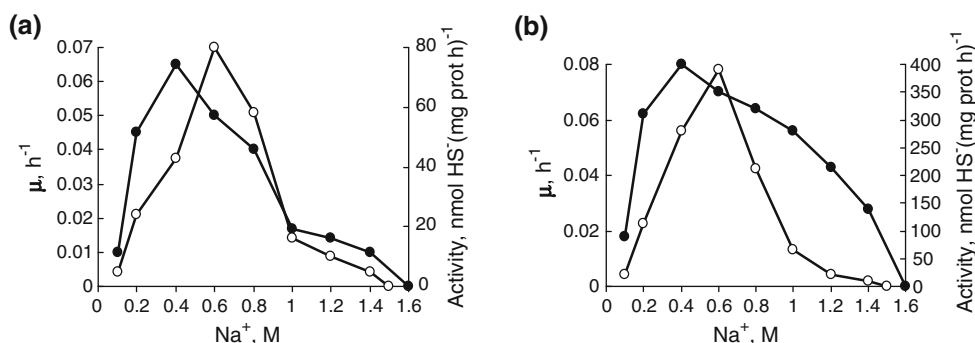 (a)
0.07
0.06
0.05
0.04
0.03
0.02
0.01
0
μ, h⁻¹
80
60
40
20
0
Activity, nmol HS⁻(mg prot h)⁻¹
0 0.2 0.4 0.6 0.8 1 1.2 1.4 1.6
Na⁺, M
(b)
0.08
0.06
0.04
0.02
0
μ, h⁻¹
400
350
300
250
200
150
100
50
0
Activity, nmol HS⁻(mg prot h)⁻¹
0 0.2 0.4 0.6 0.8 1 1.2 1.4 1.6
Na⁺, M